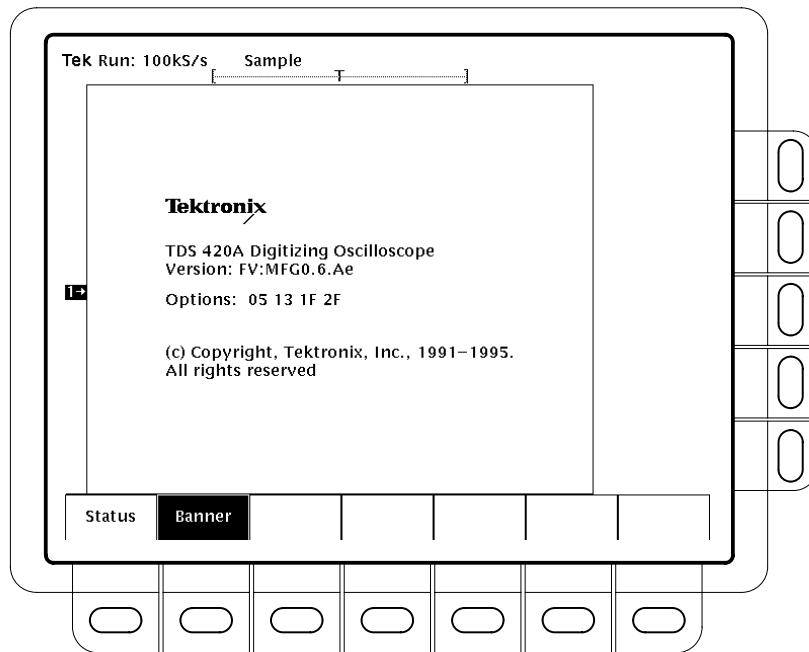 Tek Run: 100kS/s Sample
[ T ]
Tektronix
TDS 420A Digitizing Oscilloscope
Version: FV:MFG0.6.Ae
1→
Options: 05 13 1F 2F
(c) Copyright, Tektronix, Inc., 1991–1995.
All rights reserved
Status Banner